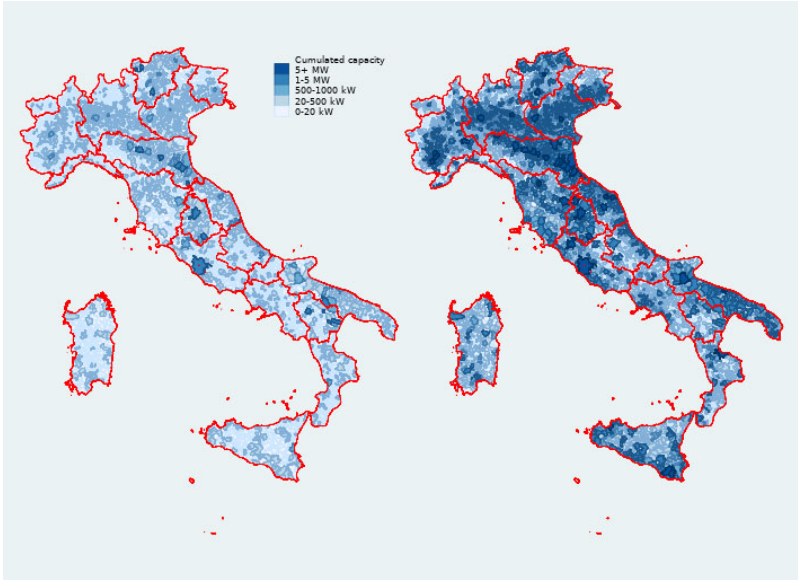 Cumulated capacity
5+ MW
1-5 MW
500-1000 kW
20-500 kW
0-20 kW